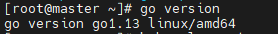 [root@master ~]# go version
go version go1.13 linux/amd64